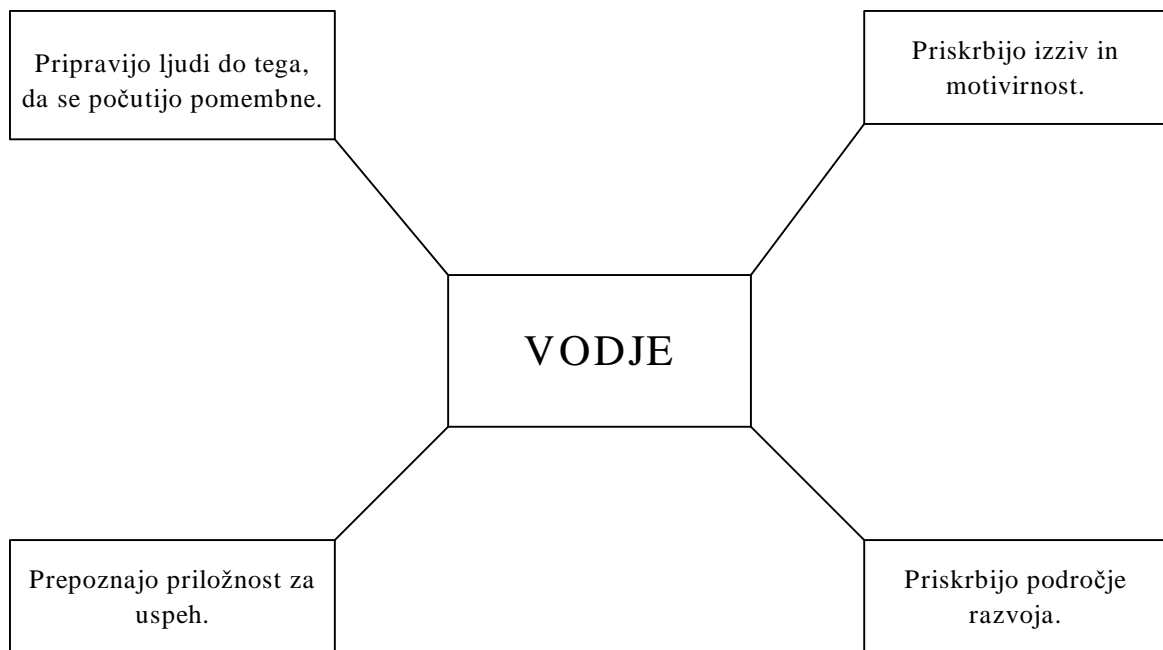 Pripravijo ljudi do tega,
da se počutijo pomembne.
Priskrbijo izziv in
motivirnost.
VODJE
Prepoznajo priložnost za
uspeh.
Priskrbijo področje
razvoja.